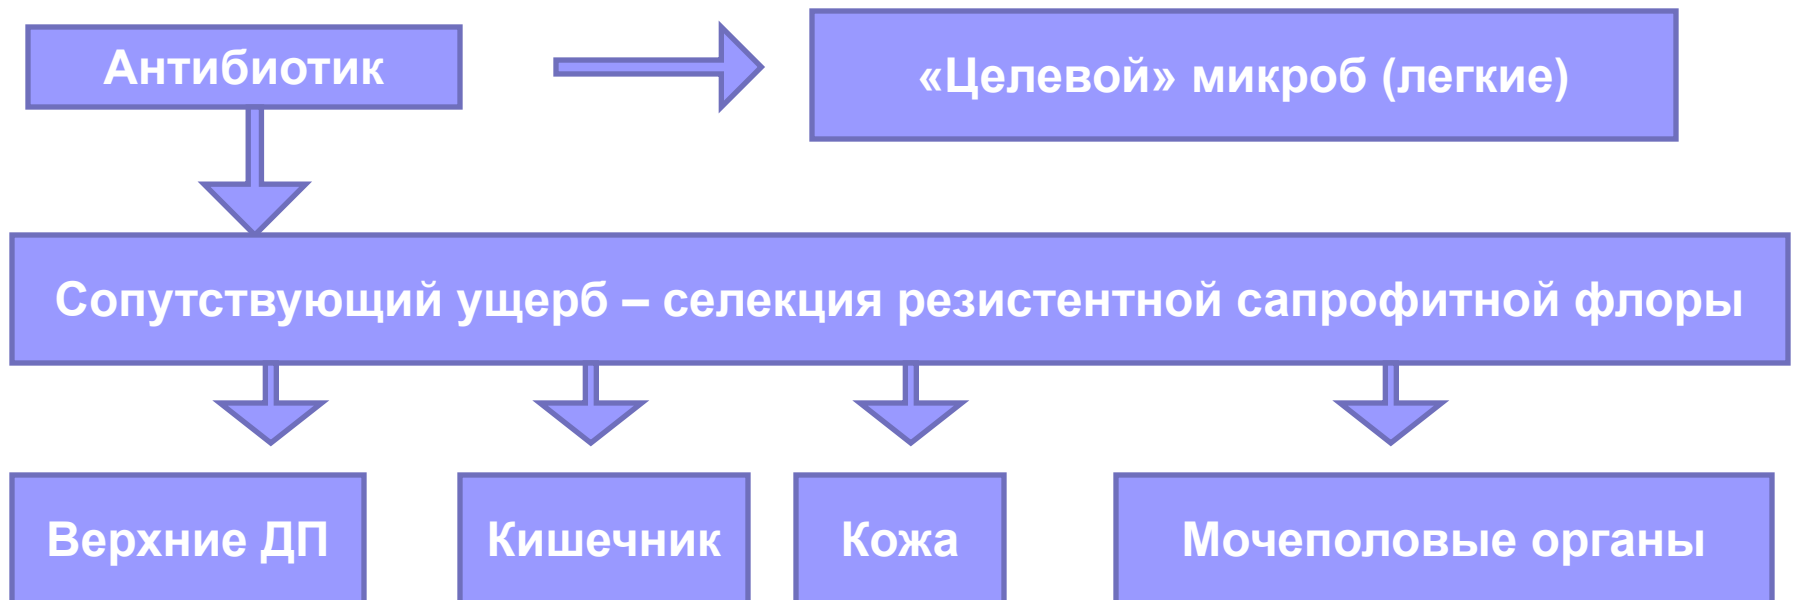 Антибиотик
«Целевой» микроб (легкие)
Сопутствующий ущерб – селекция резистентной сапрофитной флоры
Верхние ДП
Кишечник
Кожа
Мочеполовые органы